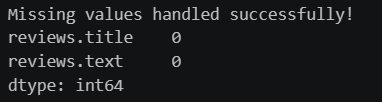 Missing values handled successfully!
reviews.title    0
reviews.text     0
dtype: int64